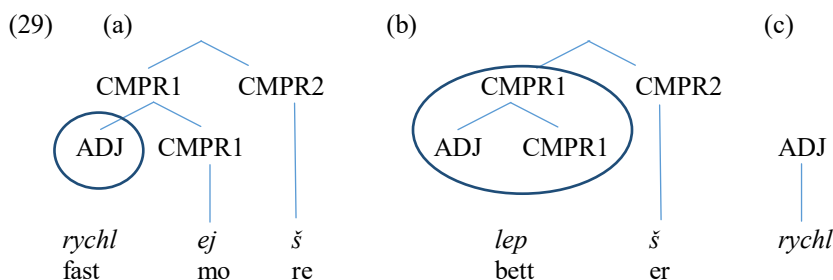 (29) (a) (b) (c)
CMPR1 CMPR2 CMPR1 CMPR2
ADJ CMPR1 ADJ CMPR1 ADJ
rychl ej š lep š rychl
fast mo re bett er